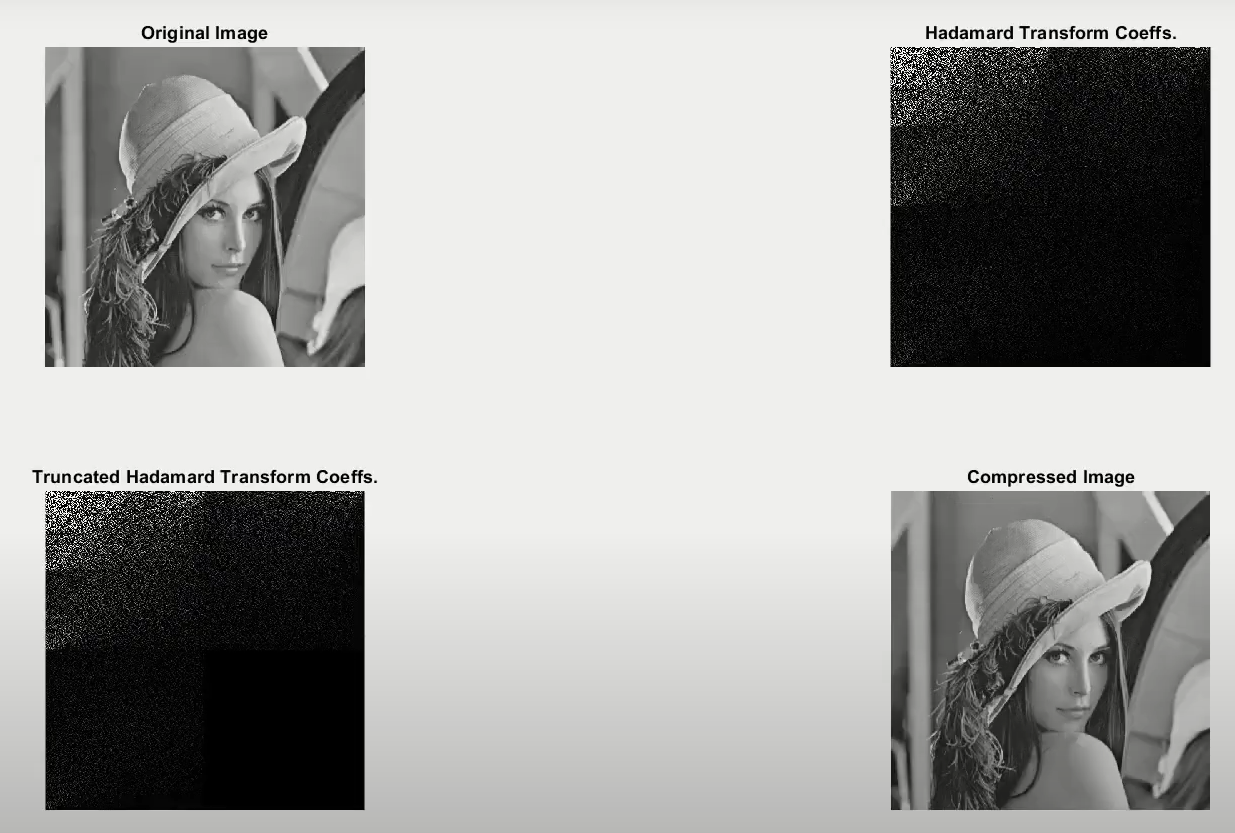 Original Image
Hadamard Transform Coeffs.
Truncated Hadamard Transform Coeffs.
Compressed Image